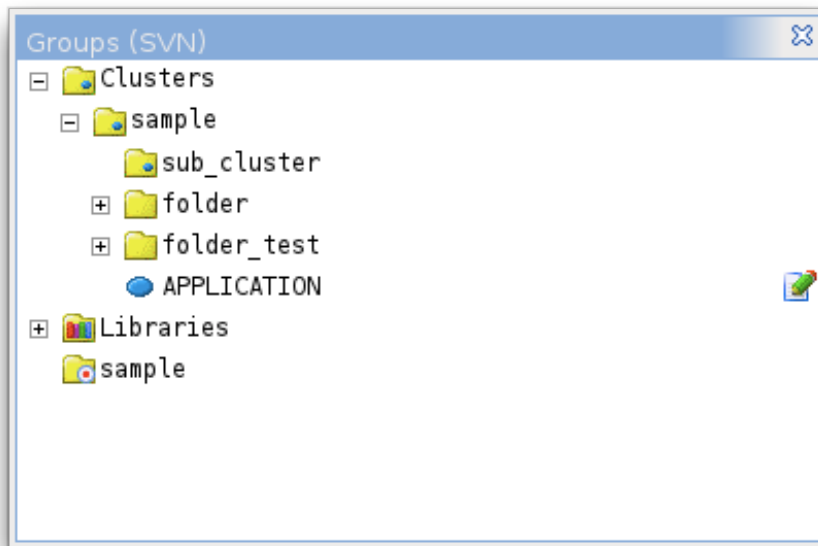 Groups (SVN)
Clusters
sample
sub_cluster
folder
folder_test
APPLICATION
Libraries
sample